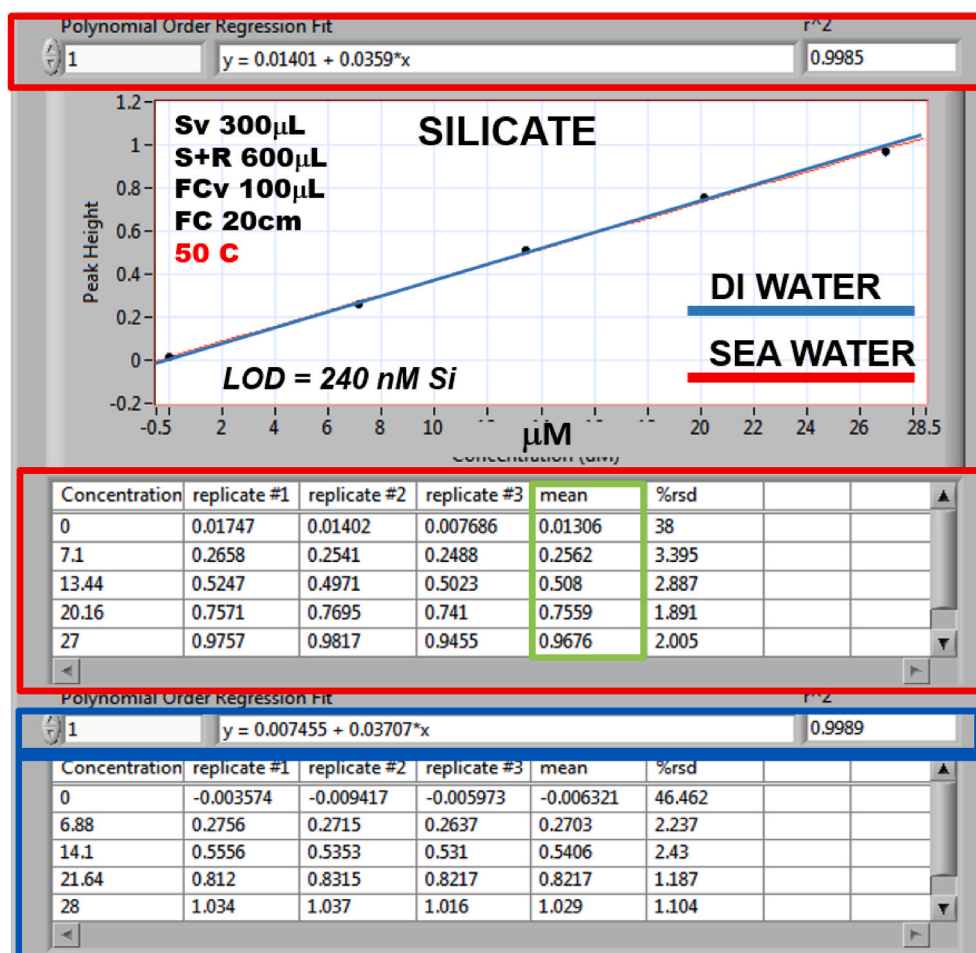 Polynomial Order Regression Fit r^2
1 y = 0.01401 + 0.0359*x 0.9985
SILICATE
Sv 300µL
S+R 600µL
FCv 100µL
FC 20cm
50 C
DI WATER
SEA WATER
LOD = 240 nM Si
Peak Height
1.2
1
0.8
0.6
0.4
0.2
0
-0.2
-0.5 2 4 6 8 10 20 22 24 26 28.5
µM
Concentration (uM)
Concentration replicate #1 replicate #2 replicate #3 mean %rsd
0 0.01747 0.01402 0.007686 0.01306 38
7.1 0.2658 0.2541 0.2488 0.2562 3.395
13.44 0.5247 0.4971 0.5023 0.508 2.887
20.16 0.7571 0.7695 0.741 0.7559 1.891
27 0.9757 0.9817 0.9455 0.9676 2.005
Polynomial Order Regression Fit r^2
1 y = 0.007455 + 0.03707*x 0.9989
Concentration replicate #1 replicate #2 replicate #3 mean %rsd
0 -0.003574 -0.009417 -0.005973 -0.006321 46.462
6.88 0.2756 0.2715 0.2637 0.2703 2.237
14.1 0.5556 0.5353 0.531 0.5406 2.43
21.64 0.812 0.8315 0.8217 0.8217 1.187
28 1.034 1.037 1.016 1.029 1.104